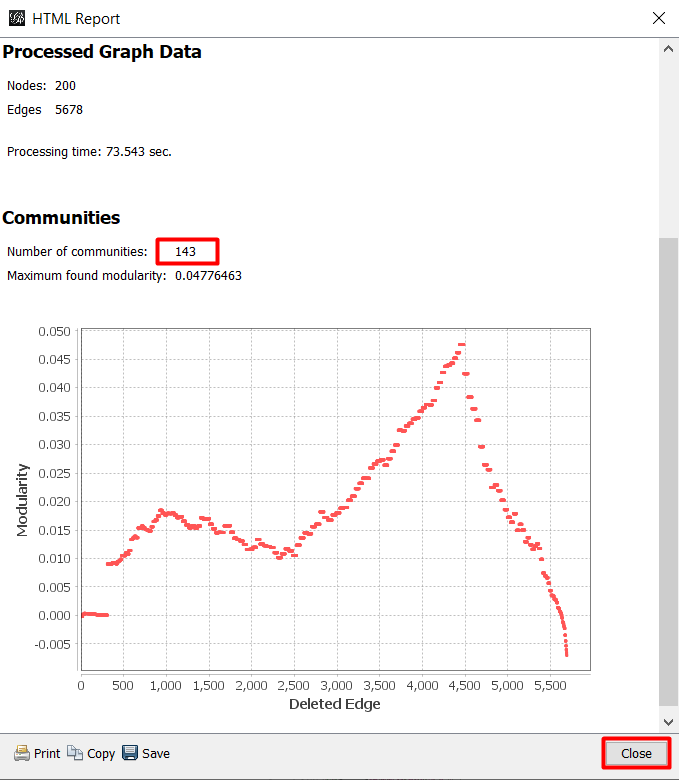 HTML Report
Processed Graph Data
Nodes: 200
Edges 5678
Processing time: 73.543 sec.
Communities
Number of communities: 143
Maximum found modularity: 0.04776463
0.050
0.045
0.040
0.035
0.030
0.025
0.020
0.015
0.010
0.005
0.000
-0.005
Modularity
0 500 1,000 1,500 2,000 2,500 3,000 3,500 4,000 4,500 5,000 5,500
Deleted Edge
Print Copy Save Close